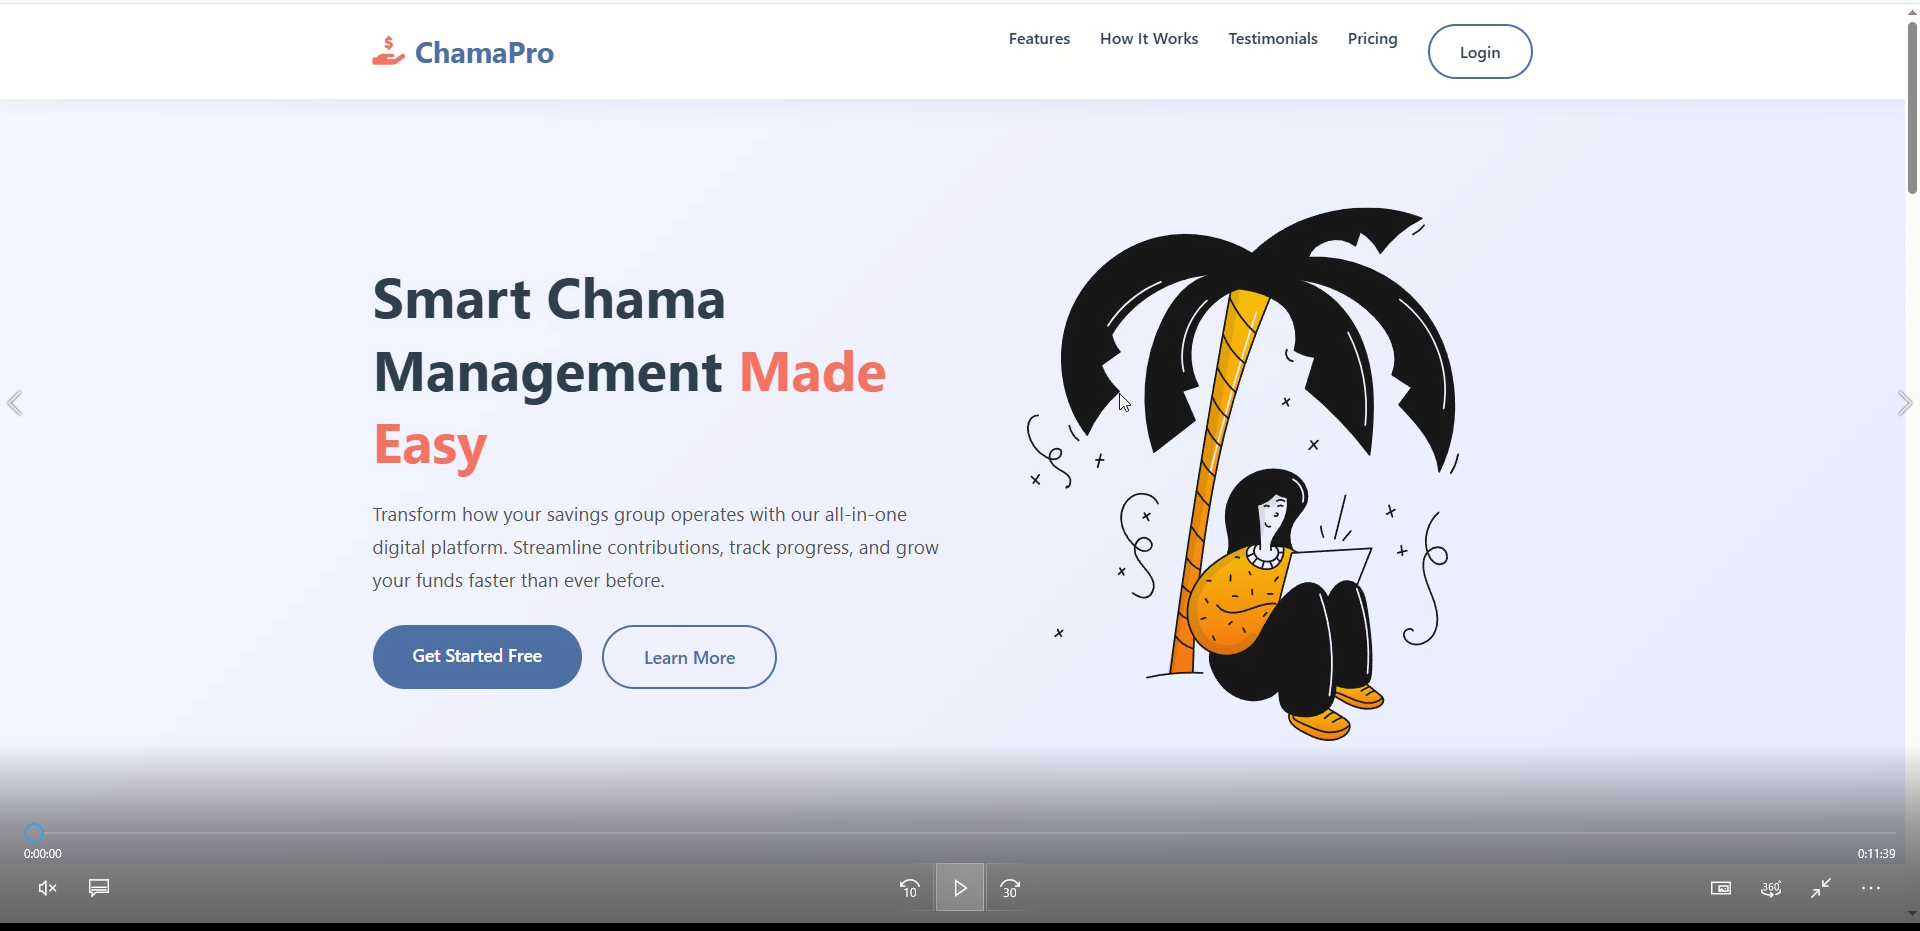 ChamaPro
Features How It Works Testimonials Pricing Login
Smart Chama
Management Made
Easy
Transform how your savings group operates with our all-in-one
digital platform. Streamline contributions, track progress, and grow
your funds faster than ever before.
Get Started Free Learn More
0:00:00 0:11:39
10 30 360°